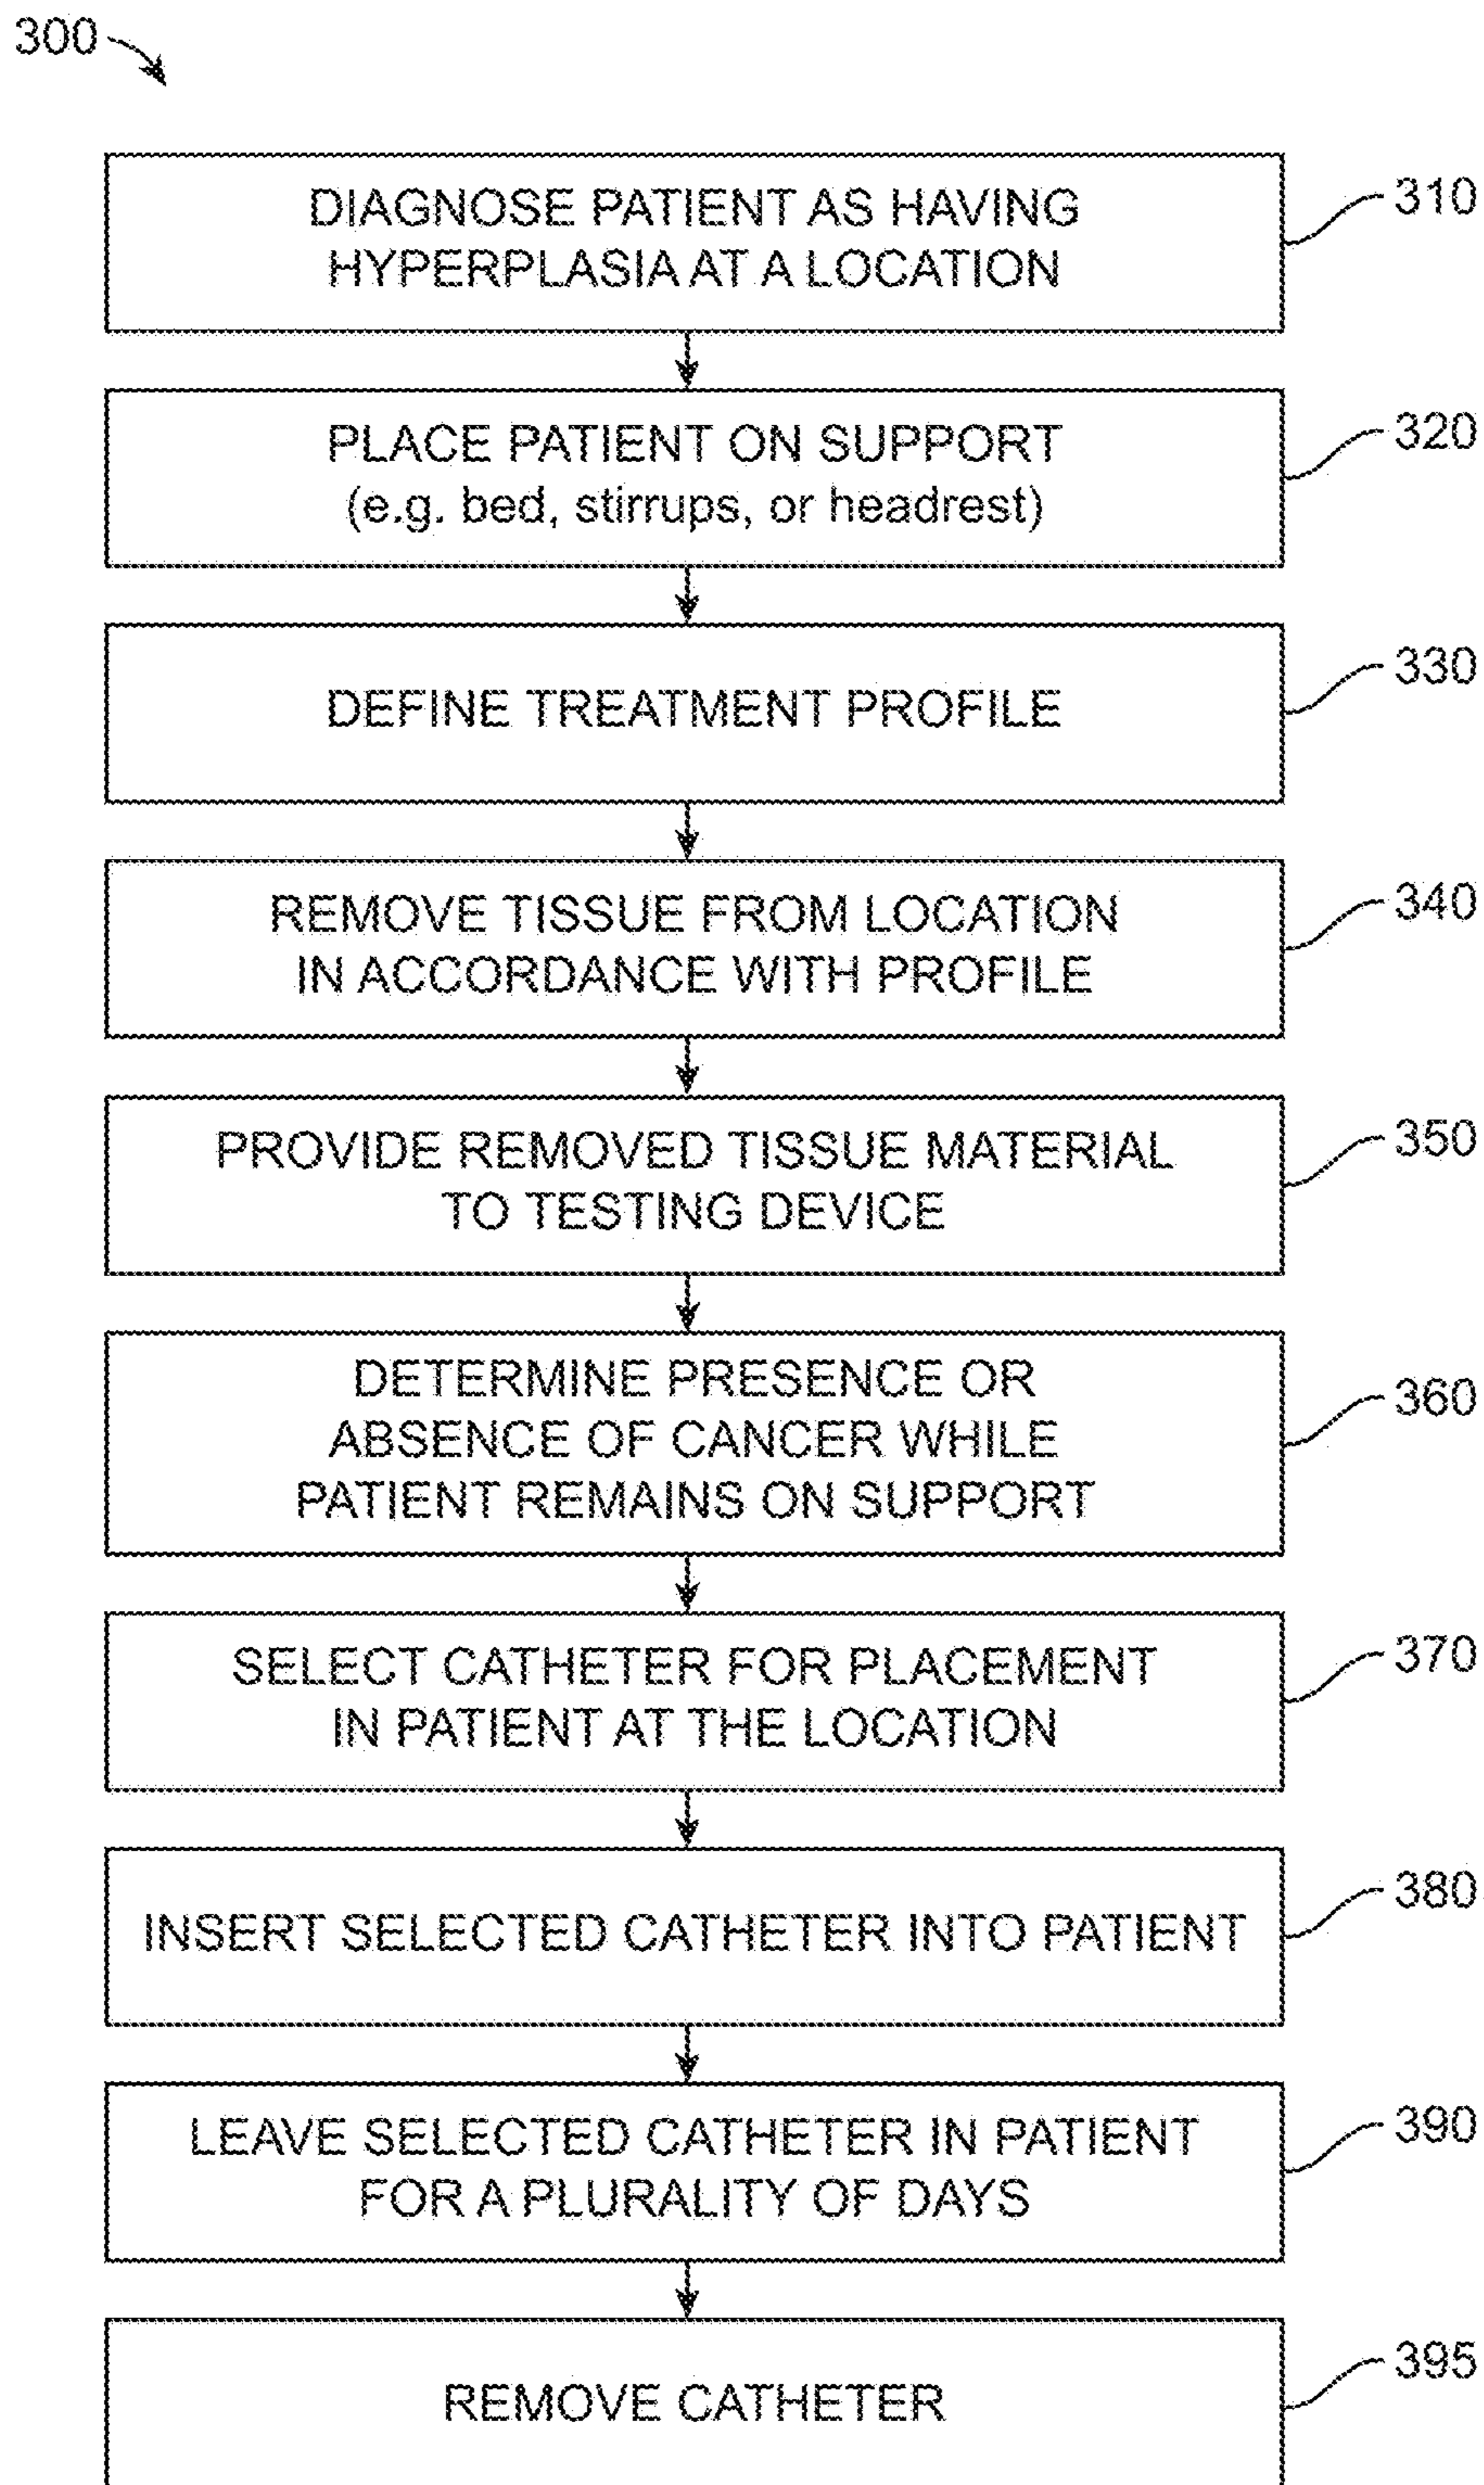 300
DIAGNOSE PATIENT AS HAVING
HYPERPLASIA AT A LOCATION
310
PLACE PATIENT ON SUPPORT
(e.g. bed, stirrups, or headrest)
320
DEFINE TREATMENT PROFILE
330
REMOVE TISSUE FROM LOCATION
IN ACCORDANCE WITH PROFILE
340
PROVIDE REMOVED TISSUE MATERIAL
TO TESTING DEVICE
350
DETERMINE PRESENCE OR
ABSENCE OF CANCER WHILE
PATIENT REMAINS ON SUPPORT
360
SELECT CATHETER FOR PLACEMENT
IN PATIENT AT THE LOCATION
370
INSERT SELECTED CATHETER INTO PATIENT
380
LEAVE SELECTED CATHETER IN PATIENT
FOR A PLURALITY OF DAYS
390
REMOVE CATHETER
395